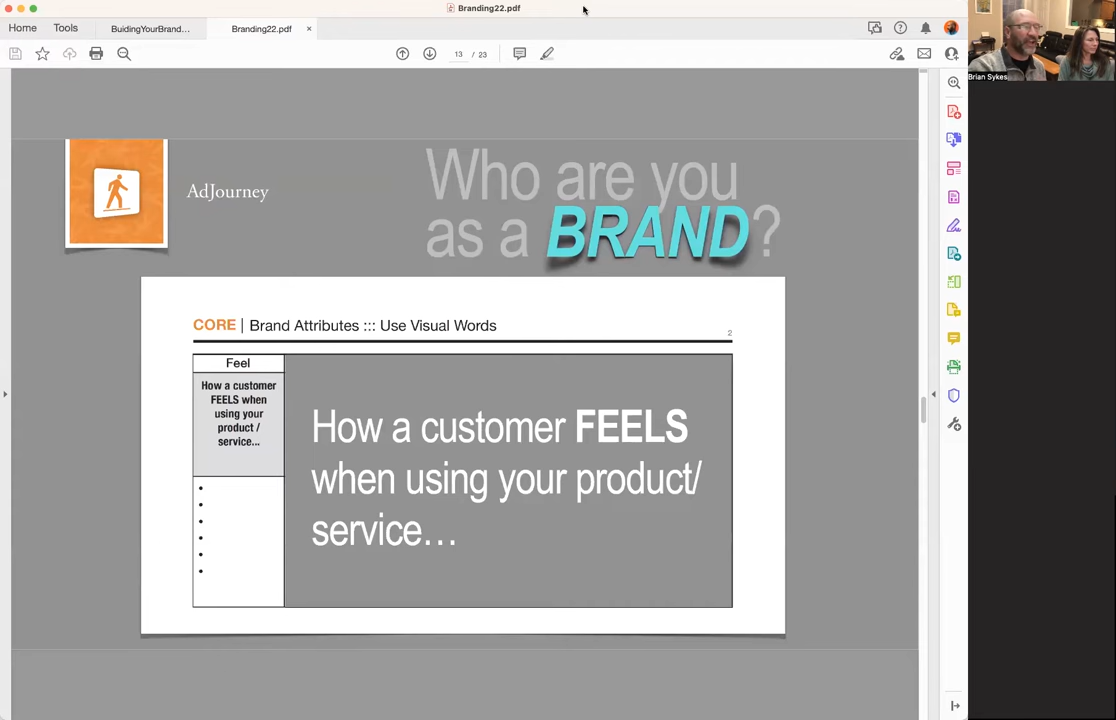 Branding22.pdf
Home
Tools
BuidingYourBrand...
Branding22.pdf
×
13 / 23
Brian Sykes
AdJourney
Who are you
as a BRAND?
CORE | Brand Attributes ::: Use Visual Words
2
Feel
How a customer
FEELS when
using your
product /
service...
•
•
•
•
•
•
How a customer FEELS
when using your product/
service…